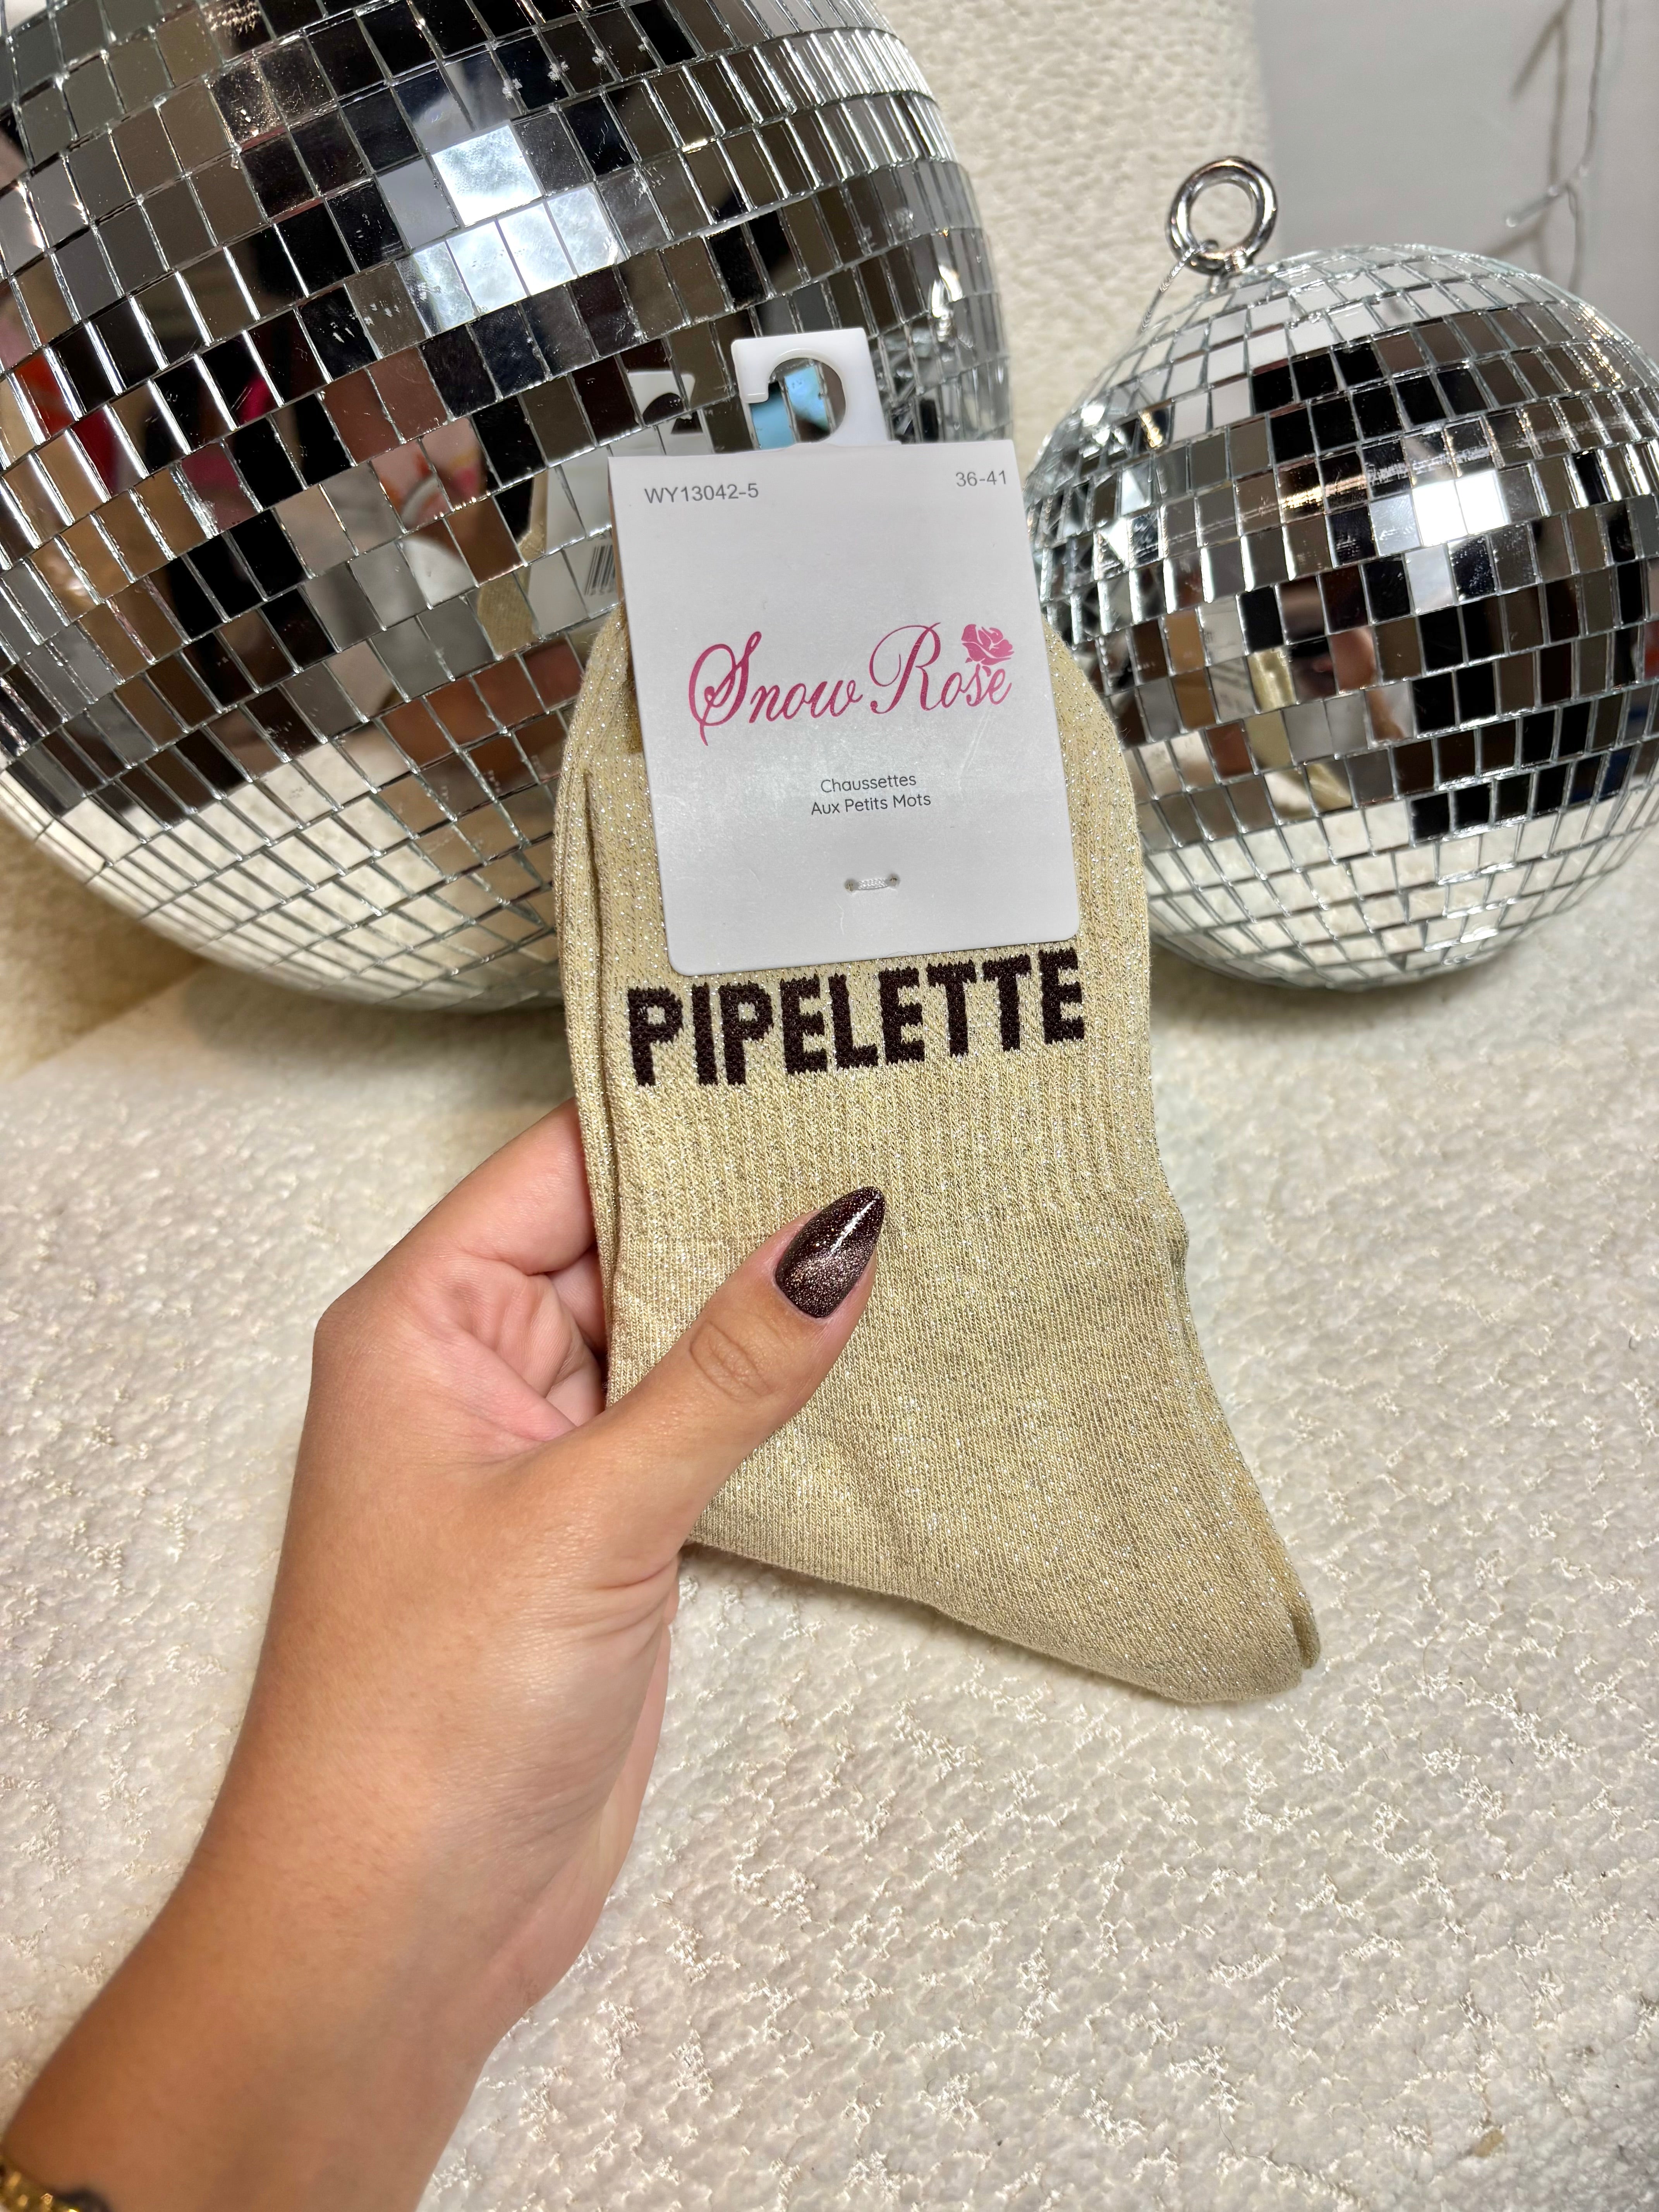 WY13042-5
36-41
Snow Rose
Chaussettes
Aux Petits Mots
PIPELETTE